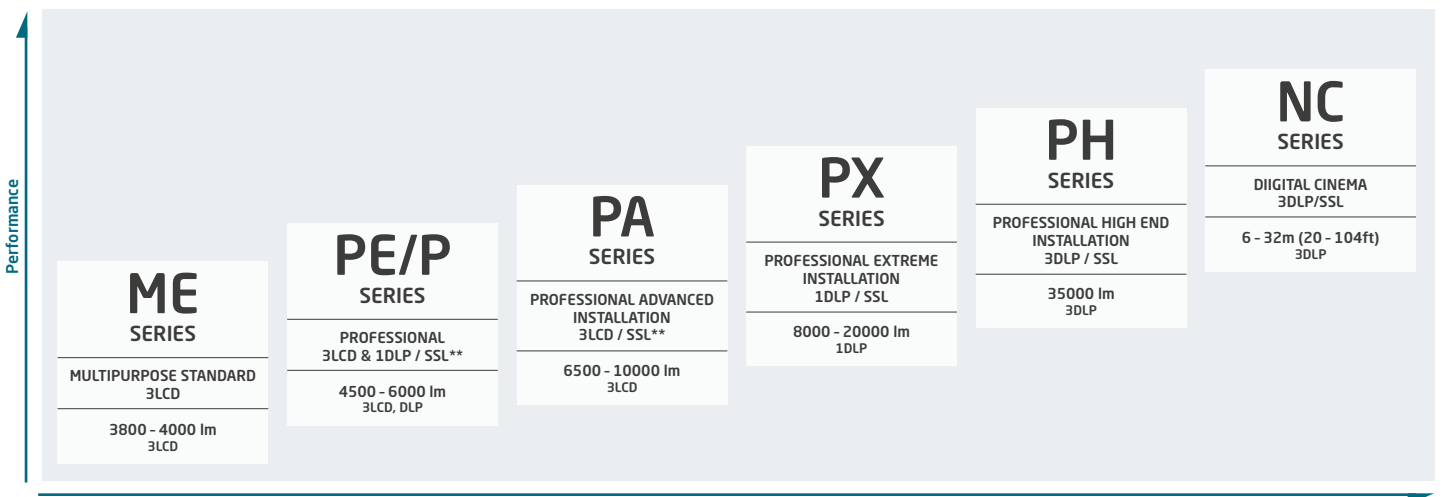 Performance
ME
SERIES
MULTIPURPOSE STANDARD
3LCD
3800 – 4000 lm
3LCD
PE/P
SERIES
PROFESSIONAL
3LCD & 1DLP / SSL**
4500 – 6000 lm
3LCD, DLP
PA
SERIES
PROFESSIONAL ADVANCED
INSTALLATION
3LCD / SSL**
6500 – 10000 lm
3LCD
PX
SERIES
PROFESSIONAL EXTREME
INSTALLATION
1DLP / SSL
8000 – 20000 lm
1DLP
PH
SERIES
PROFESSIONAL HIGH END
INSTALLATION
3DLP / SSL
35000 lm
3DLP
NC
SERIES
DIIGITAL CINEMA
3DLP/SSL
6 – 32m (20 – 104ft)
3DLP